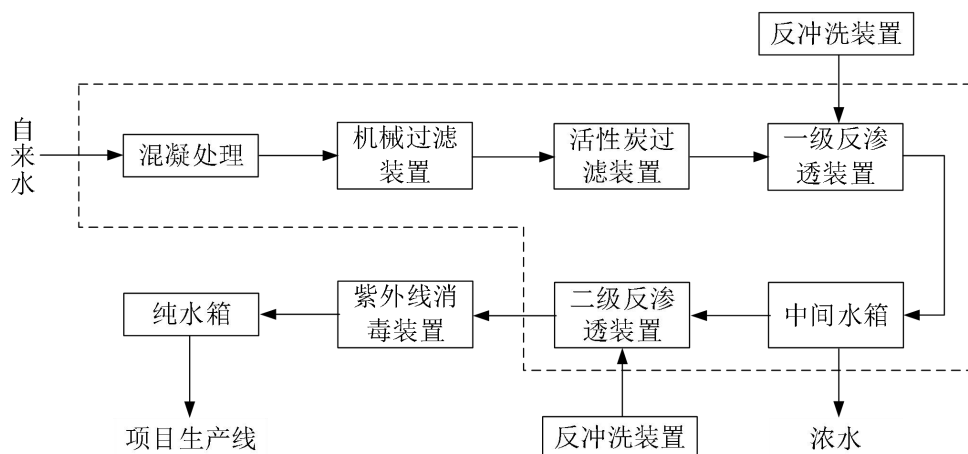 反冲洗装置
自来水
混凝处理
机械过滤
装置
活性炭过
滤装置
一级反渗
透装置
纯水箱
紫外线消
毒装置
二级反渗
透装置
中间水箱
项目生产线
反冲洗装置
浓水